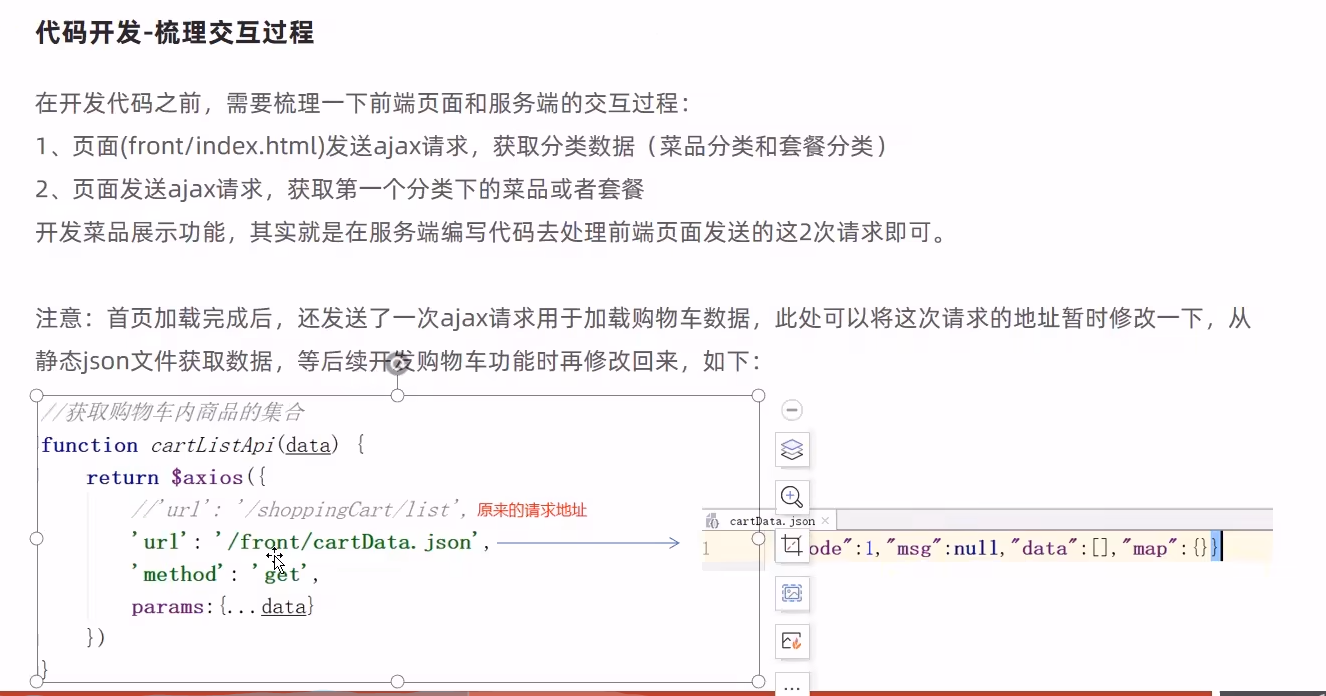 代码开发-梳理交互过程
在开发代码之前，需要梳理一下前端页面和服务端的交互过程：
1、页面(front/index.html)发送ajax请求，获取分类数据（菜品分类和套餐分类）
2、页面发送ajax请求，获取第一个分类下的菜品或者套餐
开发菜品展示功能，其实就是在服务端编写代码去处理前端页面发送的这2次请求即可。
注意：首页加载完成后，还发送了一次ajax请求用于加载购物车数据，此处可以将这次请求的地址暂时修改一下，从
静态json文件获取数据，等后续开发购物车功能时再修改回来，如下：
//获取购物车内商品的集合
function cartListApi(data) {
return $axios({
//'url': '/shoppingCart/list', 原来的请求地址
'url': '/front/cartData.json',
'method': 'get',
params:{...data}
})
}
cartData.json
1
ode":1,"msg":null,"data":[],"map":{}}